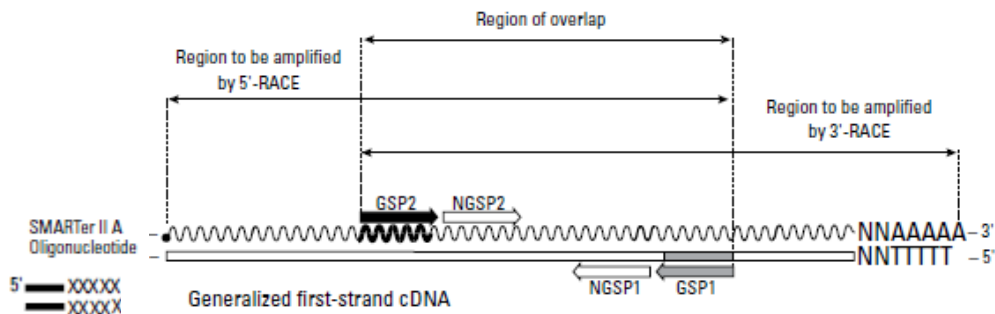 Region of overlap
Region to be amplified
by 5'-RACE
Region to be amplified
by 3'-RACE
GSP2 NGSP2
SMARTer II A
Oligonucleotide
NNAAAAA – 3'
NNTTTTT – 5'
5' XXXXX
XXXXX
NGSP1 GSP1
Generalized first-strand cDNA